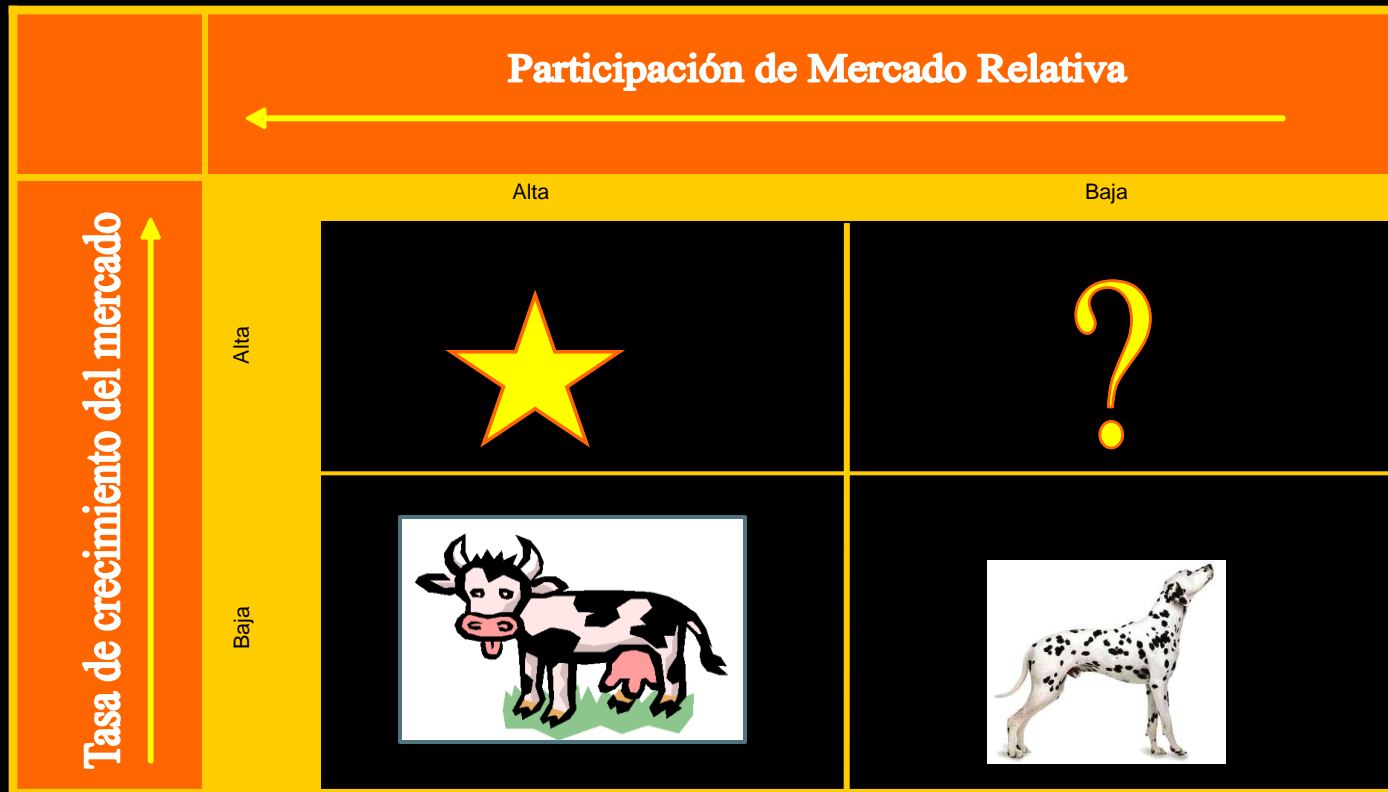 Participación de Mercado Relativa
Alta
Baja
Tasa de crecimiento del mercado
Alta
?
Baja